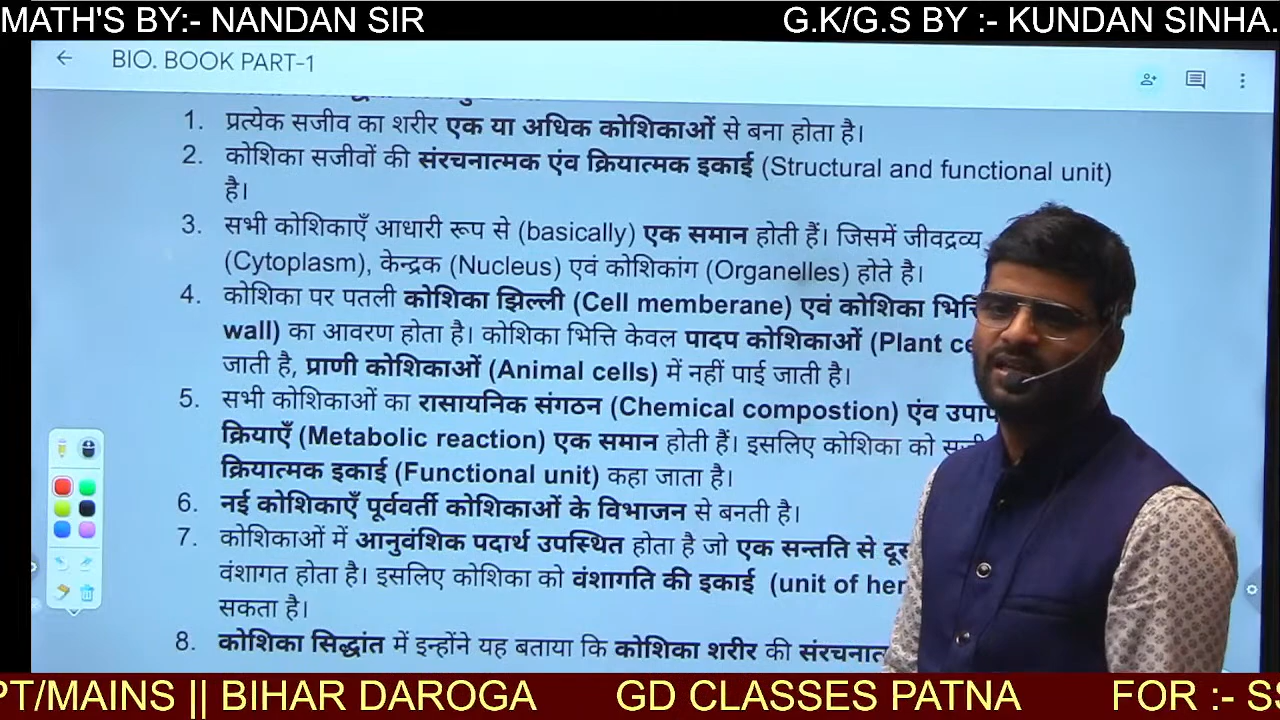 MATH'S BY:- NANDAN SIR G.K/G.S BY :- KUNDAN SINHA.
BIO. BOOK PART-1
1. प्रत्येक सजीव का शरीर एक या अधिक कोशिकाओं से बना होता है।
2. कोशिका सजीवों की संरचनात्मक एंव क्रियात्मक इकाई (Structural and functional unit)
है।
3. सभी कोशिकाएँ आधारी रूप से (basically) एक समान होती हैं। जिसमें जीवद्रव्य
(Cytoplasm), केन्द्रक (Nucleus) एवं कोशिकांग (Organelles) होते है।
4. कोशिका पर पतली कोशिका झिल्ली (Cell memberane) एवं कोशिका
wall) का आवरण होता है। कोशिका भित्ति केवल पादप कोशिकाओं (Plant
जाती है, प्राणी कोशिकाओं (Animal cells) में नहीं पाई जाती है।
5. सभी कोशिकाओं का रासायनिक संगठन (Chemical compostion) एंव
क्रियाएँ (Metabolic reaction) एक समान होती हैं। इसलिए कोशिका को
क्रियात्मक इकाई (Functional unit) कहा जाता है।
6. नई कोशिकाएँ पूर्ववर्ती कोशिकाओं के विभाजन से बनती है।
7. कोशिकाओं में आनुवंशिक पदार्थ उपस्थित होता है जो एक सन्तति से
वंशागत होता है। इसलिए कोशिका को वंशागति की इकाई (unit of
सकता है।
8. कोशिका सिद्धांत में इन्होंने यह बताया कि कोशिका शरीर की
PT/MAINS || BIHAR DAROGA GD CLASSES PATNA FOR :-